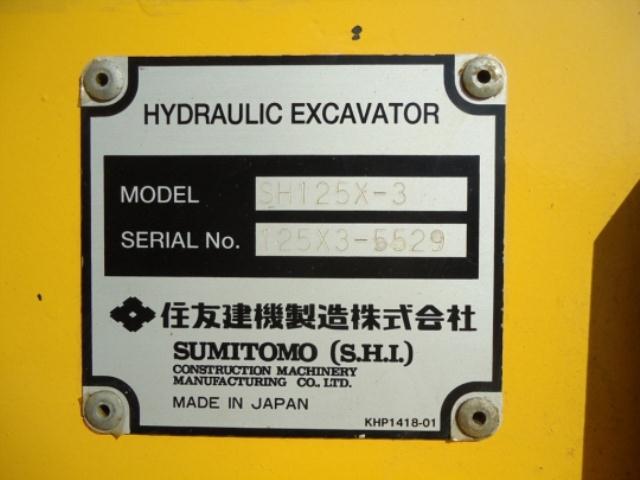 HYDRAULIC EXCAVATOR
MODEL SH125X-3
SERIAL No. 125X3-5529
住友建機製造株式会社
SUMITOMO (S.H.I.)
CONSTRUCTION MACHINERY
MANUFACTURING CO., LTD.
MADE IN JAPAN
KHP1418-01